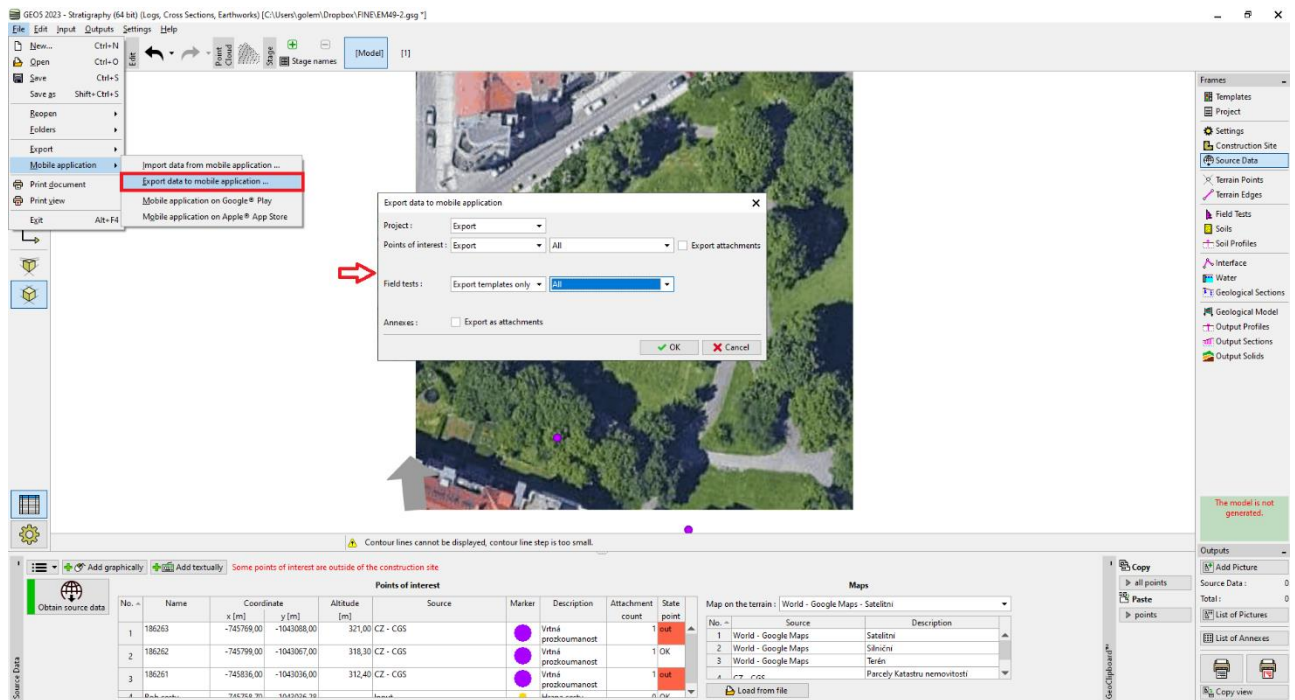 GEO5 2023 - Stratigraphy (64 bit) (Logs, Cross Sections, Earthworks) [C:\Users\golem\Dropbox\FINE\EM49-2.gsg *]
File Edit Input Outputs Settings Help
New... Ctrl+N
Open Ctrl+O
Save Ctrl+S
Save as Shift+Ctrl+S
Reopen
Folders
Export
Mobile application
Print document
Print view
Exit Alt+F4
Import data from mobile application ...
Export data to mobile application ...
Mobile application on Google® Play
Mobile application on Apple® App Store
Edit
Point Cloud
Stage
Stage names
[Model]
[1]
Export data to mobile application
Project : Export
Points of interest : Export All Export attachments
Field tests : Export templates only All
Annexes : Export as attachments
OK Cancel
Frames
Templates
Project
Settings
Construction Site
Source Data
Terrain Points
Terrain Edges
Field Tests
Soils
Soil Profiles
Interface
Water
Geological Sections
Geological Model
Output Profiles
Output Sections
Output Solids
The model is not
generated.
Contour lines cannot be displayed, contour line step is too small.
Add graphically Add textually Some points of interest are outside of the construction site
Obtain source data
Source Data
Points of interest
No. Name Coordinate Altitude Source Marker Description Attachment State
x [m] y [m] [m] count point
1 186263 -745769,00 -1043088,00 321,00 CZ - CGS Vrtná prozkoumanost 1 out
2 186262 -745799,00 -1043067,00 318,30 CZ - CGS Vrtná prozkoumanost 1 OK
3 186261 -745836,00 -1043036,00 312,40 CZ - CGS Vrtná prozkoumanost 1 out
Maps
Map on the terrain : World - Google Maps - Satelitní
No. Source Description
1 World - Google Maps Satelitní
2 World - Google Maps Silniční
3 World - Google Maps Terén
4 CZ - CGS Parcely Katastru nemovitostí
Load from file
GeoClipboard™
Copy
all points
Paste
points
Outputs
Add Picture
Source Data : 0
Total : 0
List of Pictures
List of Annexes
Copy view